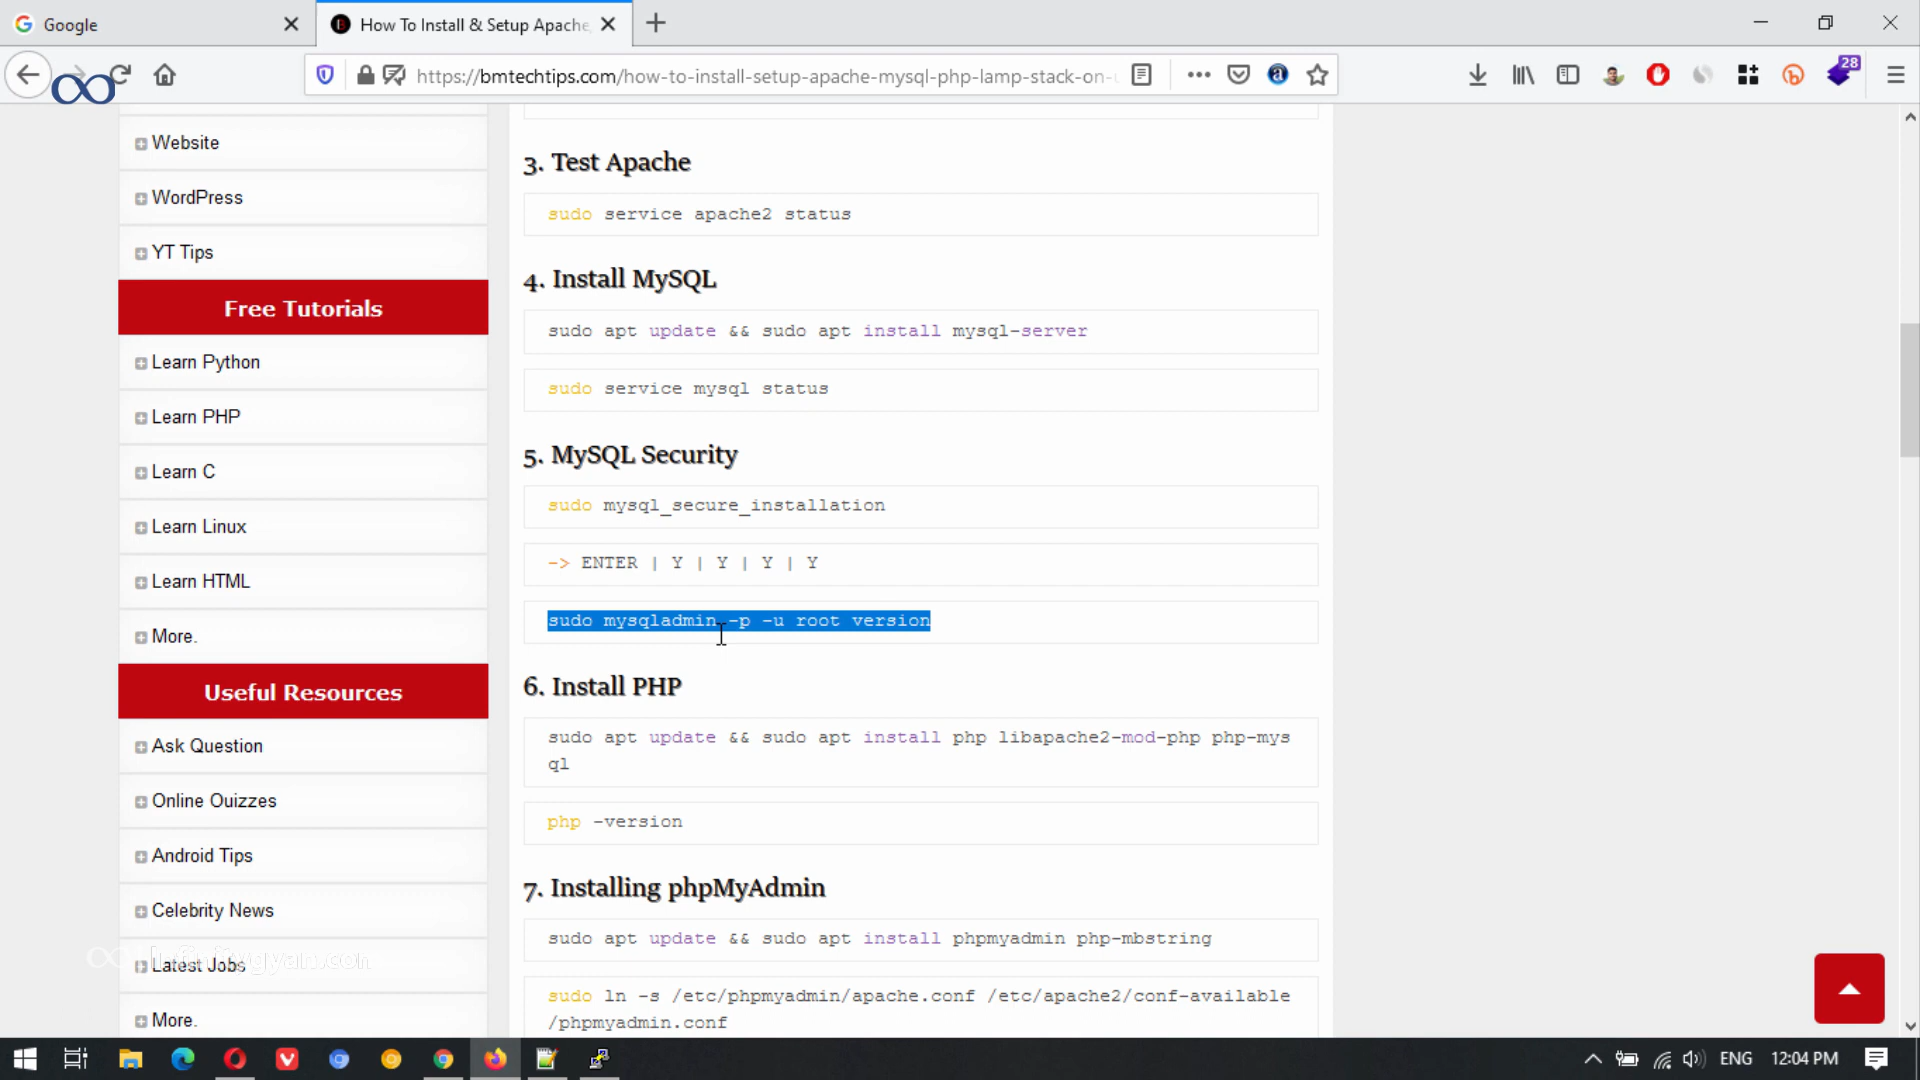 Google
How To Install & Setup Apache,
https://bmtechtips.com/how-to-install-setup-apache-mysql-php-lamp-stack-on-u
28
Website
WordPress
YT Tips
Free Tutorials
Learn Python
Learn PHP
Learn C
Learn Linux
Learn HTML
More.
Useful Resources
Ask Question
Online Quizzes
Android Tips
Celebrity News
Latest Jobs
More.
3. Test Apache
sudo service apache2 status
4. Install MySQL
sudo apt update && sudo apt install mysql-server
sudo service mysql status
5. MySQL Security
sudo mysql_secure_installation
-> ENTER | Y | Y | Y | Y
sudo mysqladmin -p -u root version
6. Install PHP
sudo apt update && sudo apt install php libapache2-mod-php php-mys
ql
php -version
7. Installing phpMyAdmin
sudo apt update && sudo apt install phpmyadmin php-mbstring
sudo ln -s /etc/phpmyadmin/apache.conf /etc/apache2/conf-available
/phpmyadmin.conf
Infinitygyan.com
ENG
12:04 PM